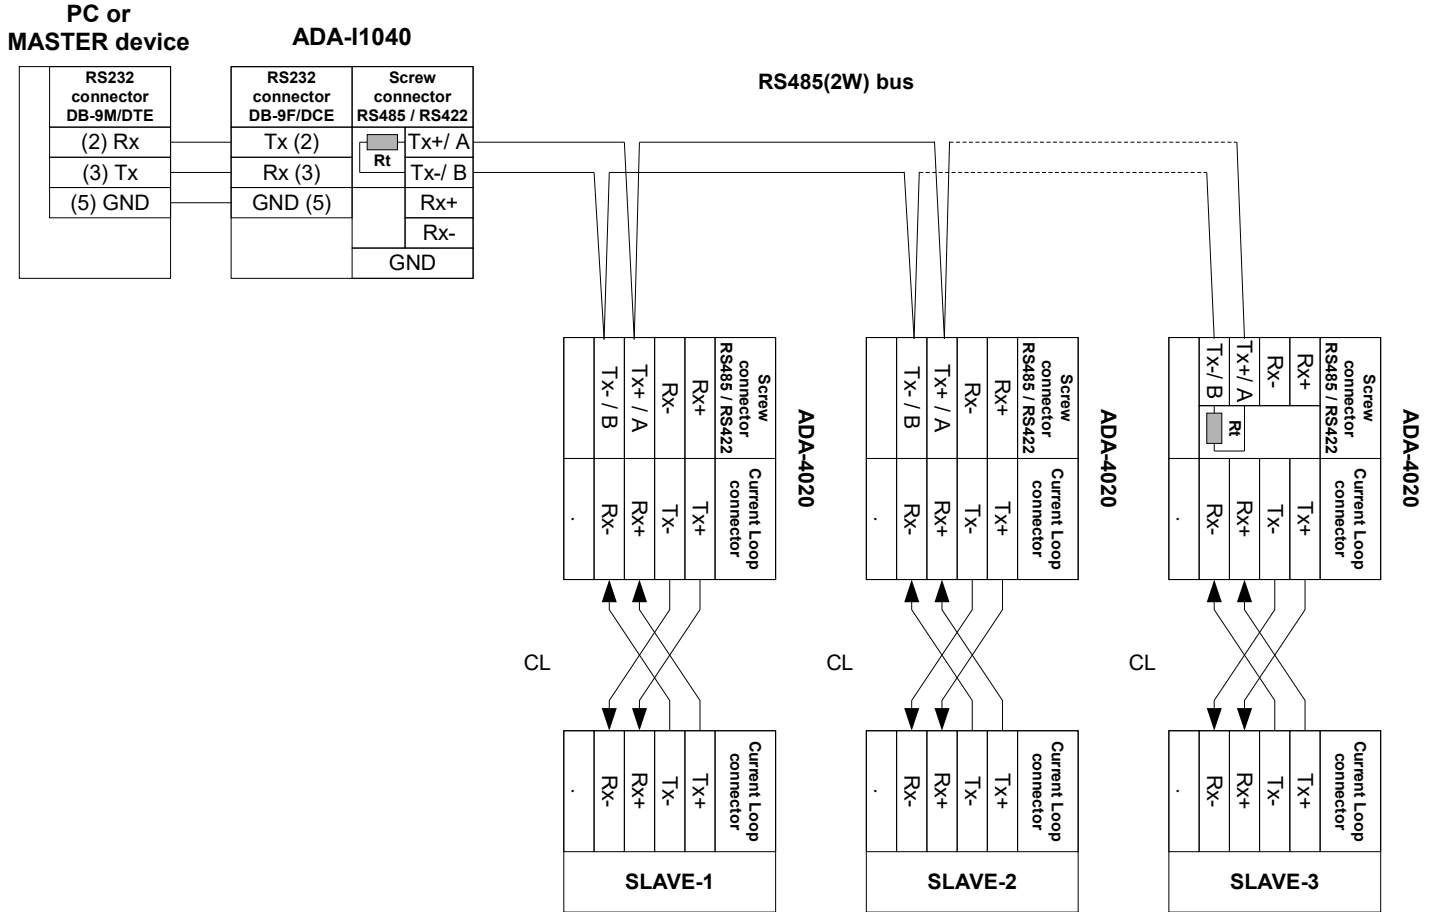 PC or
MASTER device
ADA-I1040
RS485(2W) bus
RS232
connector
DB-9M/DTE
(2) Rx
(3) Tx
(5) GND
RS232
connector
DB-9F/DCE
Tx (2)
Rx (3)
GND (5)
Screw
connector
RS485 / RS422
Rt
Tx+/ A
Tx-/ B
Rx+
Rx-
GND
Tx- / B
Tx+ / A
Rx-
Rx+
Screw
connector
RS485 / RS422
ADA-4020
.
Rx-
Rx+
Tx-
Tx+
Current Loop
connector
CL
.
Rx-
Rx+
Tx-
Tx+
Current Loop
connector
SLAVE-1
Tx- / B
Tx+ / A
Rx-
Rx+
Screw
connector
RS485 / RS422
ADA-4020
.
Rx-
Rx+
Tx-
Tx+
Current Loop
connector
CL
.
Rx-
Rx+
Tx-
Tx+
Current Loop
connector
SLAVE-2
Tx-/ B
Tx+/ A
Rx-
Rx+
Rt
Screw
connector
RS485 / RS422
ADA-4020
.
Rx-
Rx+
Tx-
Tx+
Current Loop
connector
CL
.
Rx-
Rx+
Tx-
Tx+
Current Loop
connector
SLAVE-3